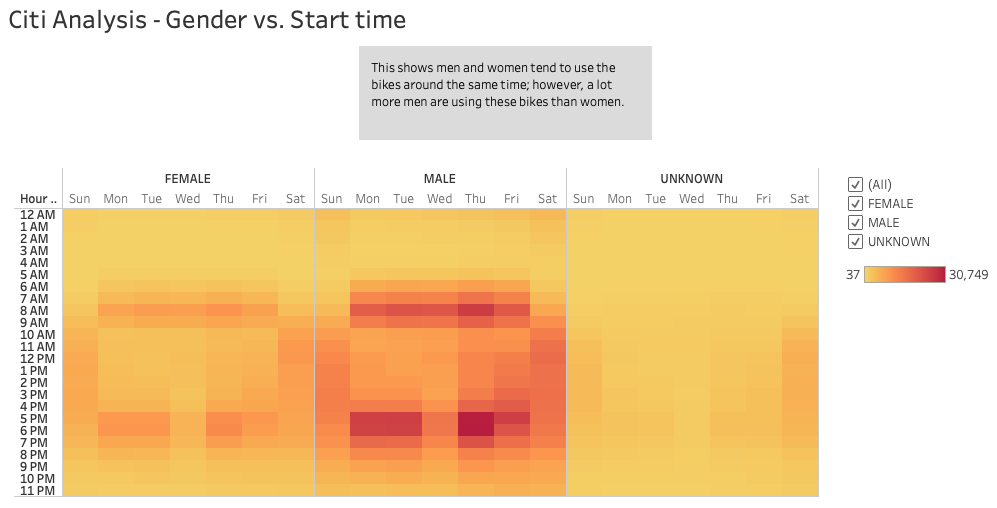 Citi Analysis - Gender vs. Start time
This shows men and women tend to use the
bikes around the same time; however, a lot
more men are using these bikes than women.
FEMALE MALE UNKNOWN
Hour .. Sun Mon Tue Wed Thu Fri Sat Sun Mon Tue Wed Thu Fri Sat Sun Mon Tue Wed Thu Fri Sat
12 AM
1 AM
2 AM
3 AM
4 AM
5 AM
6 AM
7 AM
8 AM
9 AM
10 AM
11 AM
12 PM
1 PM
2 PM
3 PM
4 PM
5 PM
6 PM
7 PM
8 PM
9 PM
10 PM
11 PM
(All)
FEMALE
MALE
UNKNOWN
37 30,749